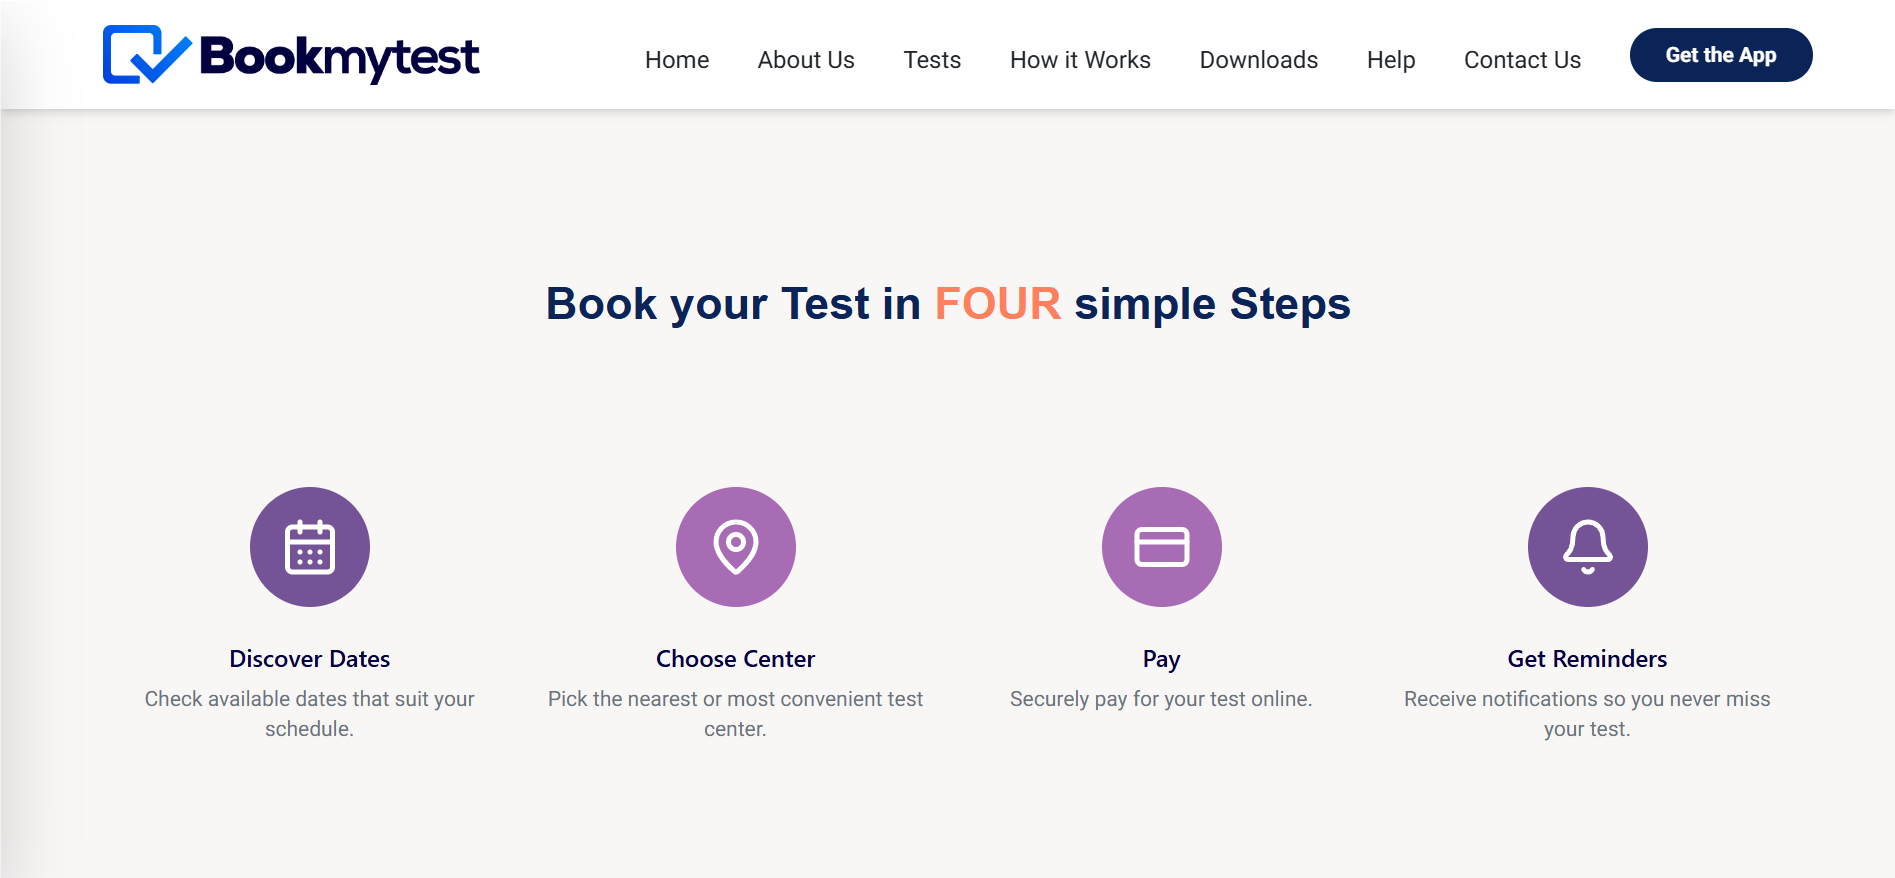 Bookmytest
Home About Us Tests How it Works Downloads Help Contact Us Get the App
Book your Test in FOUR simple Steps
Discover Dates
Check available dates that suit your
schedule.
Choose Center
Pick the nearest or most convenient test
center.
Pay
Securely pay for your test online.
Get Reminders
Receive notifications so you never miss
your test.